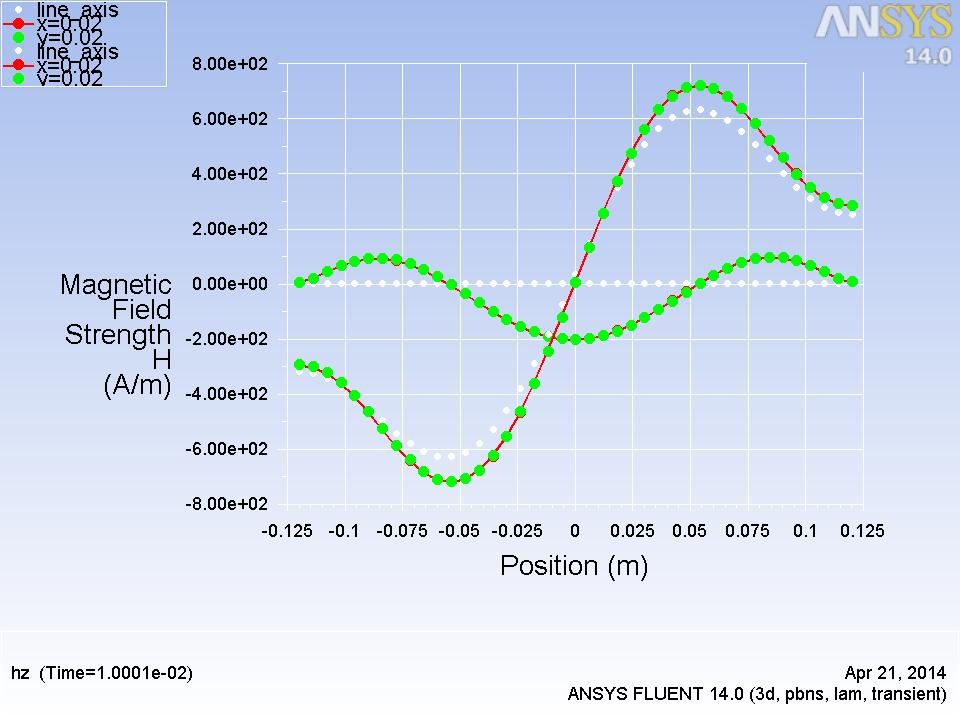 line_axis
x=0.02
y=0.02
line_axis
x=0.02
y=0.02
ANSYS
14.0
8.00e+02
6.00e+02
4.00e+02
2.00e+02
0.00e+00
-2.00e+02
-4.00e+02
-6.00e+02
-8.00e+02
Magnetic
Field
Strength
H
(A/m)
-0.125 -0.1 -0.075 -0.05 -0.025 0 0.025 0.05 0.075 0.1 0.125
Position (m)
hz (Time=1.0001e-02)
Apr 21, 2014
ANSYS FLUENT 14.0 (3d, pbns, lam, transient)